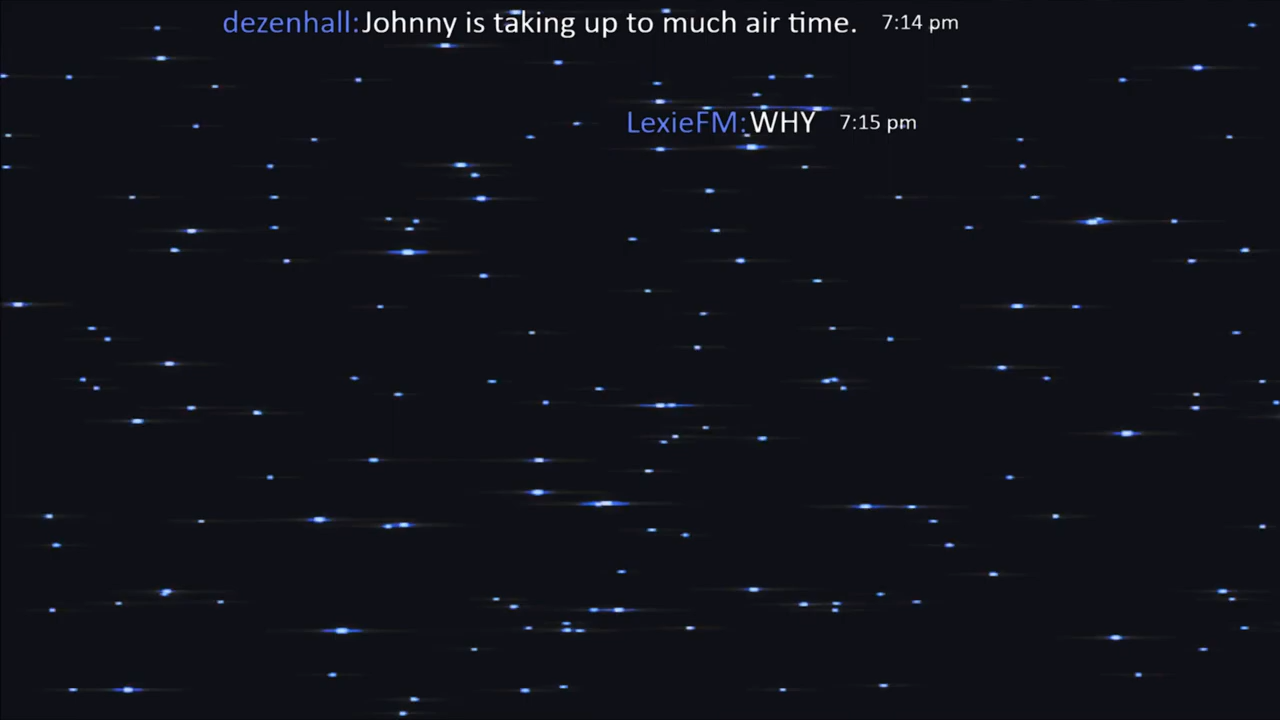 dezenhall:Johnny is taking up to much air time. 7:14 pm
LexieFM:WHY 7:15 pm